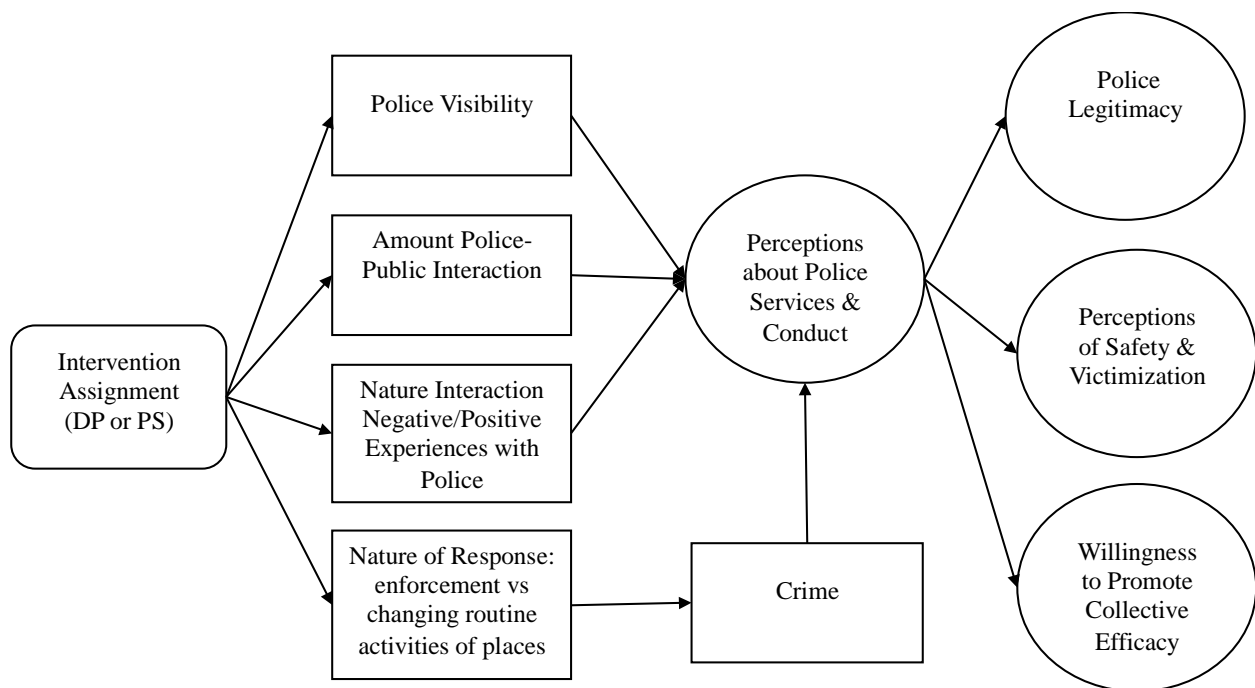 Intervention
Assignment
(DP or PS)
Police Visibility
Amount Police-
Public Interaction
Nature Interaction
Negative/Positive
Experiences with
Police
Nature of Response:
enforcement vs
changing routine
activities of places
Crime
Perceptions
about Police
Services &
Conduct
Police
Legitimacy
Perceptions
of Safety &
Victimization
Willingness
to Promote
Collective
Efficacy